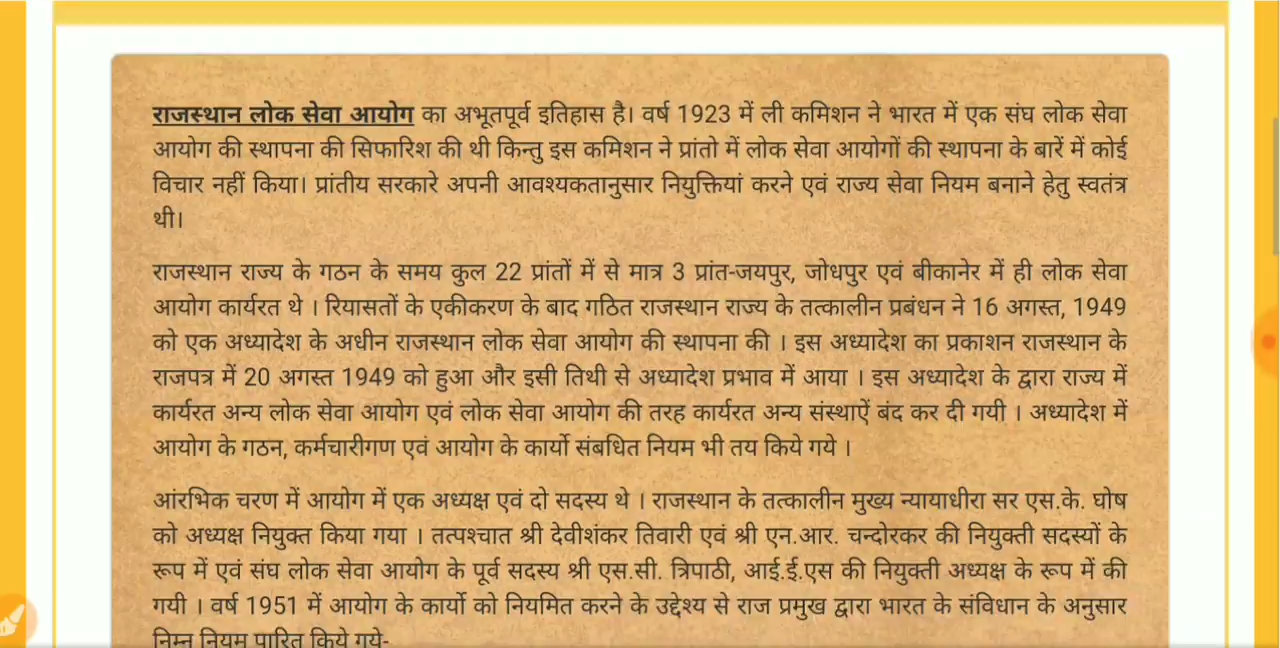 राजस्थान लोक सेवा आयोग का अभूतपूर्व इतिहास है। वर्ष 1923 में ली कमिशन ने भारत में एक संघ लोक सेवा
आयोग की स्थापना की सिफारिश की थी किन्तु इस कमिशन ने प्रांतो में लोक सेवा आयोगों की स्थापना के बारें में कोई
विचार नहीं किया। प्रांतीय सरकारे अपनी आवश्यकतानुसार नियुक्तियां करने एवं राज्य सेवा नियम बनाने हेतु स्वतंत्र
थी।
राजस्थान राज्य के गठन के समय कुल 22 प्रांतों में से मात्र 3 प्रांत-जयपुर, जोधपुर एवं बीकानेर में ही लोक सेवा
आयोग कार्यरत थे । रियासतों के एकीकरण के बाद गठित राजस्थान राज्य के तत्कालीन प्रबंधन ने 16 अगस्त, 1949
को एक अध्यादेश के अधीन राजस्थान लोक सेवा आयोग की स्थापना की । इस अध्यादेश का प्रकाशन राजस्थान के
राजपत्र में 20 अगस्त 1949 को हुआ और इसी तिथी से अध्यादेश प्रभाव में आया । इस अध्यादेश के द्वारा राज्य में
कार्यरत अन्य लोक सेवा आयोग एवं लोक सेवा आयोग की तरह कार्यरत अन्य संस्थाऐं बंद कर दी गयी । अध्यादेश में
आयोग के गठन, कर्मचारीगण एवं आयोग के कार्यो संबधित नियम भी तय किये गये ।
आंरभिक चरण में आयोग में एक अध्यक्ष एवं दो सदस्य थे । राजस्थान के तत्कालीन मुख्य न्यायाधीरा सर एस.के. घोष
को अध्यक्ष नियुक्त किया गया । तत्पश्चात श्री देवीशंकर तिवारी एवं श्री एन.आर. चन्दोरकर की नियुक्ती सदस्यों के
रूप में एवं संघ लोक सेवा आयोग के पूर्व सदस्य श्री एस.सी. त्रिपाठी, आई.ई.एस की नियुक्ती अध्यक्ष के रूप में की
गयी । वर्ष 1951 में आयोग के कार्यो को नियमित करने के उद्देश्य से राज प्रमुख द्वारा भारत के संविधान के अनुसार
निम्न नियम पारित किये गये-